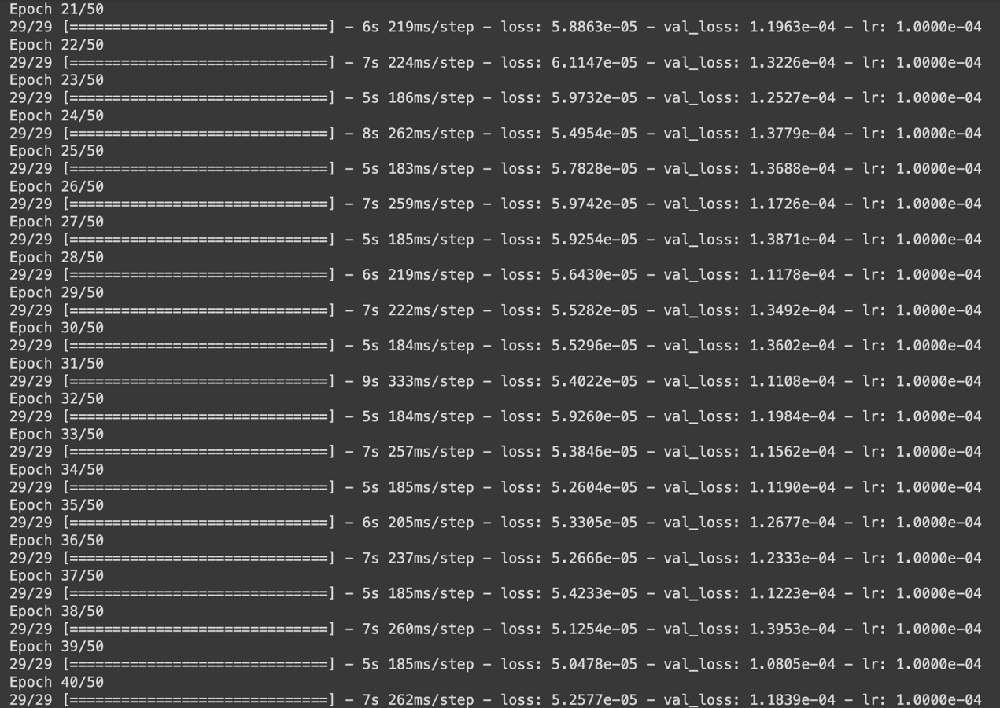 Epoch 21/50
29/29 [==============================] - 6s 219ms/step - loss: 5.8863e-05 - val_loss: 1.1963e-04 - lr: 1.0000e-04
Epoch 22/50
29/29 [==============================] - 7s 224ms/step - loss: 6.1147e-05 - val_loss: 1.3226e-04 - lr: 1.0000e-04
Epoch 23/50
29/29 [==============================] - 5s 186ms/step - loss: 5.9732e-05 - val_loss: 1.2527e-04 - lr: 1.0000e-04
Epoch 24/50
29/29 [==============================] - 8s 262ms/step - loss: 5.4954e-05 - val_loss: 1.3779e-04 - lr: 1.0000e-04
Epoch 25/50
29/29 [==============================] - 5s 183ms/step - loss: 5.7828e-05 - val_loss: 1.3688e-04 - lr: 1.0000e-04
Epoch 26/50
29/29 [==============================] - 7s 259ms/step - loss: 5.9742e-05 - val_loss: 1.1726e-04 - lr: 1.0000e-04
Epoch 27/50
29/29 [==============================] - 5s 185ms/step - loss: 5.9254e-05 - val_loss: 1.3871e-04 - lr: 1.0000e-04
Epoch 28/50
29/29 [==============================] - 6s 219ms/step - loss: 5.6430e-05 - val_loss: 1.1178e-04 - lr: 1.0000e-04
Epoch 29/50
29/29 [==============================] - 7s 222ms/step - loss: 5.5282e-05 - val_loss: 1.3492e-04 - lr: 1.0000e-04
Epoch 30/50
29/29 [==============================] - 5s 184ms/step - loss: 5.5296e-05 - val_loss: 1.3602e-04 - lr: 1.0000e-04
Epoch 31/50
29/29 [==============================] - 9s 333ms/step - loss: 5.4022e-05 - val_loss: 1.1108e-04 - lr: 1.0000e-04
Epoch 32/50
29/29 [==============================] - 5s 184ms/step - loss: 5.9260e-05 - val_loss: 1.1984e-04 - lr: 1.0000e-04
Epoch 33/50
29/29 [==============================] - 7s 257ms/step - loss: 5.3846e-05 - val_loss: 1.1562e-04 - lr: 1.0000e-04
Epoch 34/50
29/29 [==============================] - 5s 185ms/step - loss: 5.2604e-05 - val_loss: 1.1190e-04 - lr: 1.0000e-04
Epoch 35/50
29/29 [==============================] - 6s 205ms/step - loss: 5.3305e-05 - val_loss: 1.2677e-04 - lr: 1.0000e-04
Epoch 36/50
29/29 [==============================] - 7s 237ms/step - loss: 5.2666e-05 - val_loss: 1.2333e-04 - lr: 1.0000e-04
Epoch 37/50
29/29 [==============================] - 5s 185ms/step - loss: 5.4233e-05 - val_loss: 1.1223e-04 - lr: 1.0000e-04
Epoch 38/50
29/29 [==============================] - 7s 260ms/step - loss: 5.1254e-05 - val_loss: 1.3953e-04 - lr: 1.0000e-04
Epoch 39/50
29/29 [==============================] - 5s 185ms/step - loss: 5.0478e-05 - val_loss: 1.0805e-04 - lr: 1.0000e-04
Epoch 40/50
29/29 [==============================] - 7s 262ms/step - loss: 5.2577e-05 - val_loss: 1.1839e-04 - lr: 1.0000e-04